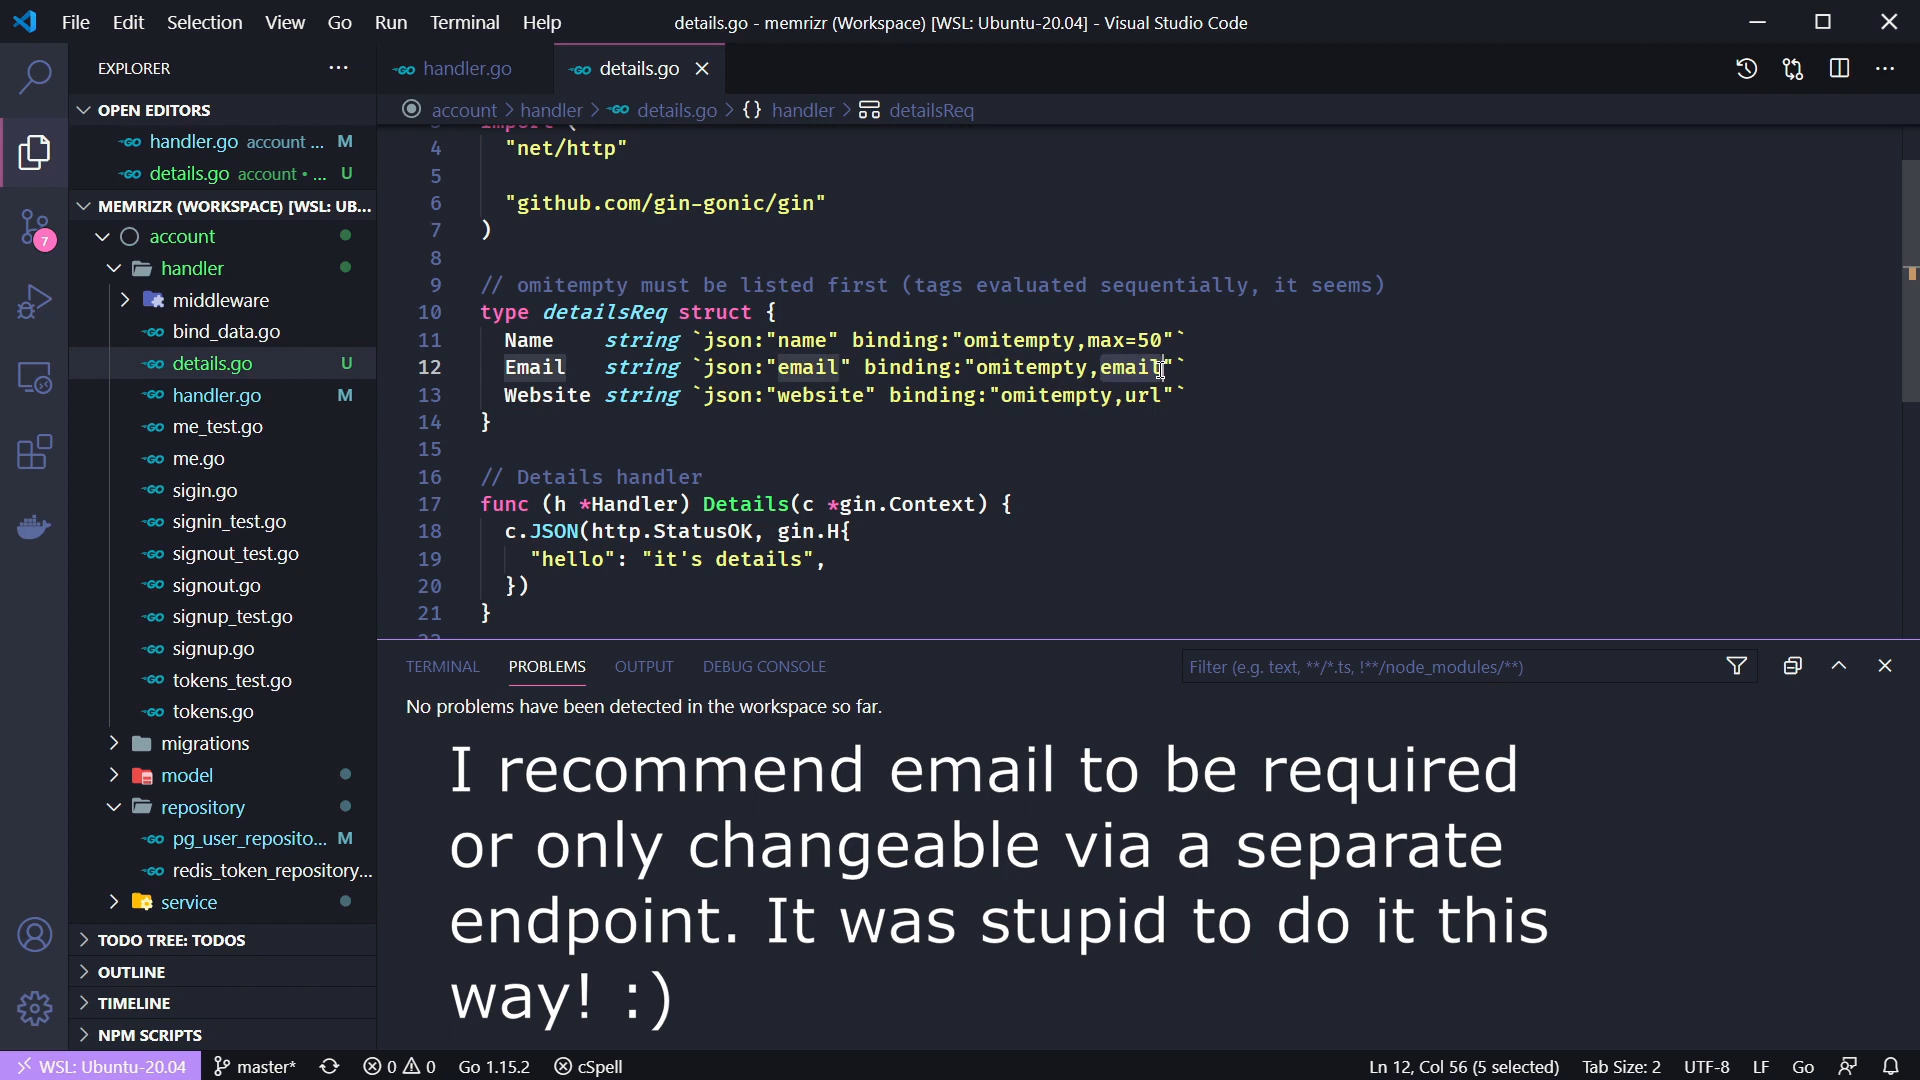 File Edit Selection View Go Run Terminal Help details.go - memrizr (Workspace) [WSL: Ubuntu-20.04] - Visual Studio Code
EXPLORER
OPEN EDITORS
handler.go account ... M
details.go account • ... U
MEMRIZR (WORKSPACE) [WSL: UB...
account
handler
middleware
bind_data.go
details.go U
handler.go M
me_test.go
me.go
sigin.go
signin_test.go
signout_test.go
signout.go
signup_test.go
signup.go
tokens_test.go
tokens.go
migrations
model
repository
pg_user_reposito... M
redis_token_repository...
service
TODO TREE: TODOS
OUTLINE
TIMELINE
NPM SCRIPTS
7
handler.go details.go
account > handler > details.go > {} handler > detailsReq
3 import (
4 "net/http"
5
6 "github.com/gin-gonic/gin"
7 )
8
9 // omitempty must be listed first (tags evaluated sequentially, it seems)
10 type detailsReq struct {
11 Name string `json:"name" binding:"omitempty,max=50"`
12 Email string `json:"email" binding:"omitempty,email"`
13 Website string `json:"website" binding:"omitempty,url"`
14 }
15
16 // Details handler
17 func (h *Handler) Details(c *gin.Context) {
18 c.JSON(http.StatusOK, gin.H{
19 "hello": "it's details",
20 })
21 }
22
TERMINAL PROBLEMS OUTPUT DEBUG CONSOLE Filter (e.g. text, **/*.ts, !**/node_modules/**)
No problems have been detected in the workspace so far.
I recommend email to be required
or only changeable via a separate
endpoint. It was stupid to do it this
way! :)
WSL: Ubuntu-20.04 master* 0 0 Go 1.15.2 cSpell Ln 12, Col 56 (5 selected) Tab Size: 2 UTF-8 LF Go